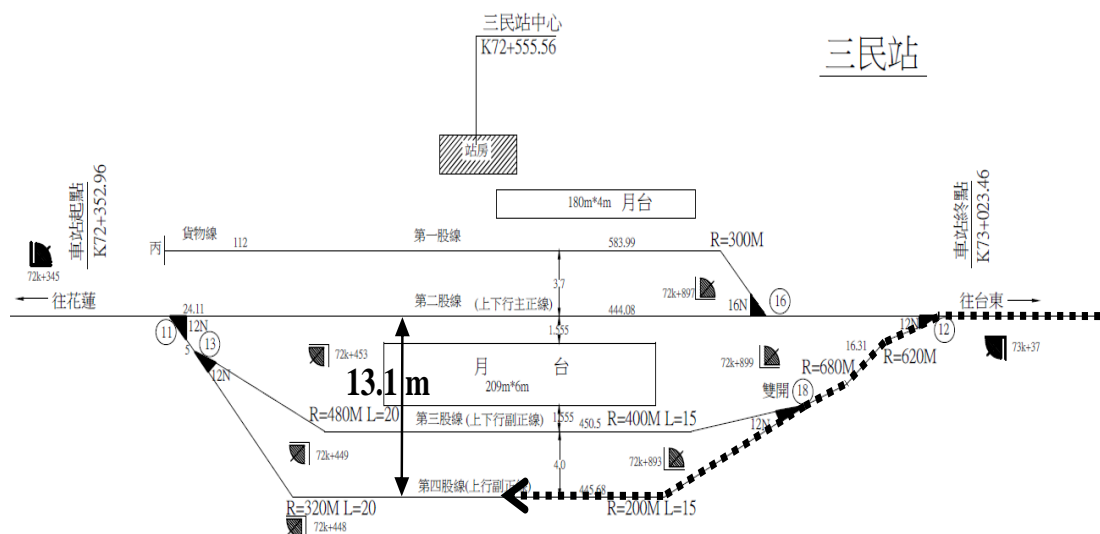 三民站中心
K72+555.56
三民站
站房
180m*4m 月台
車站起點
K72+352.96
車站終點
K73+023.46
丙
貨物線
112
第一股線
583.99
R=300M
72k+345
3.7
72k+897
16N
16
往花蓮
24.11
第二股線
(上下行主正線)
444.08
往台東
11
12N
13
5
12N
1.555
12N
12
72k+453
月台
209m*6m
72k+899
16.31
R=620M
73k+37
13.1 m
R=680M
雙開
18
12N
R=480M L=20
第三股線 (上下行副正線)
1.555
450.5
R=400M L=15
72k+449
4.0
72k+893
第四股線(上行副正線)
445.68
R=320M L=20
R=200M L=15
72k+448